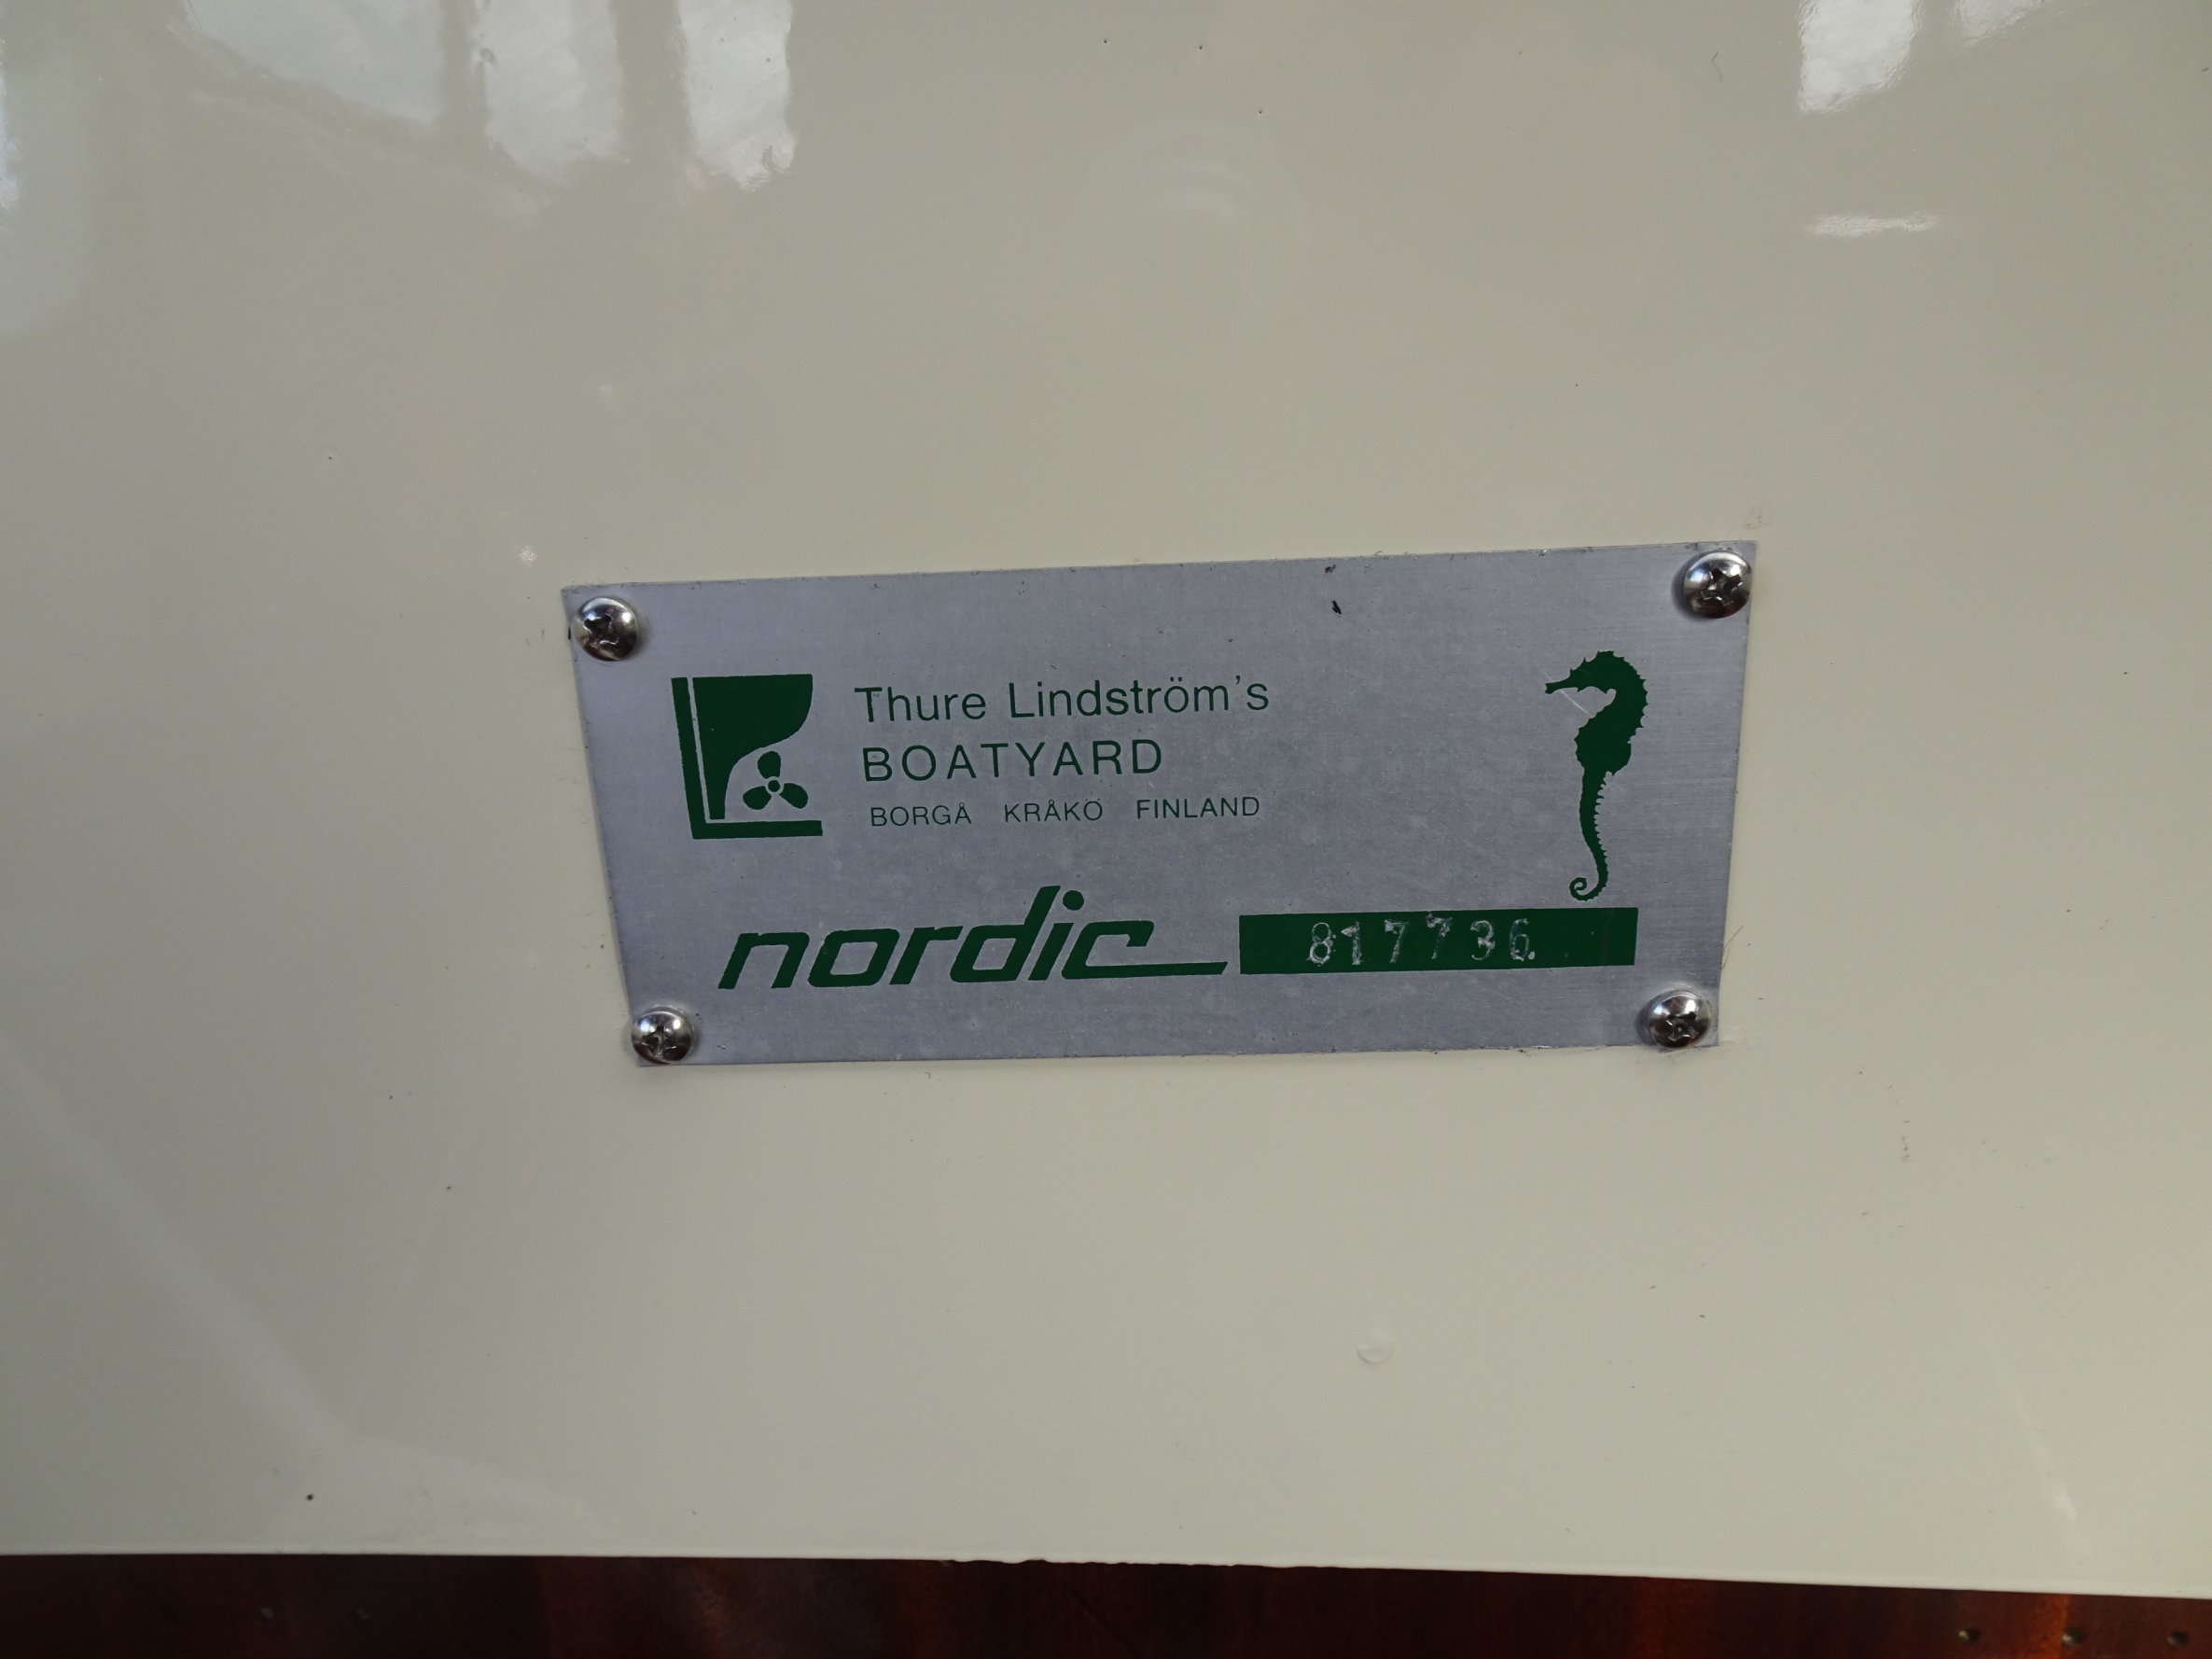 Thure Lindström's
BOATYARD
BORGÅ KRÅKÖ FINLAND
nordic 817736